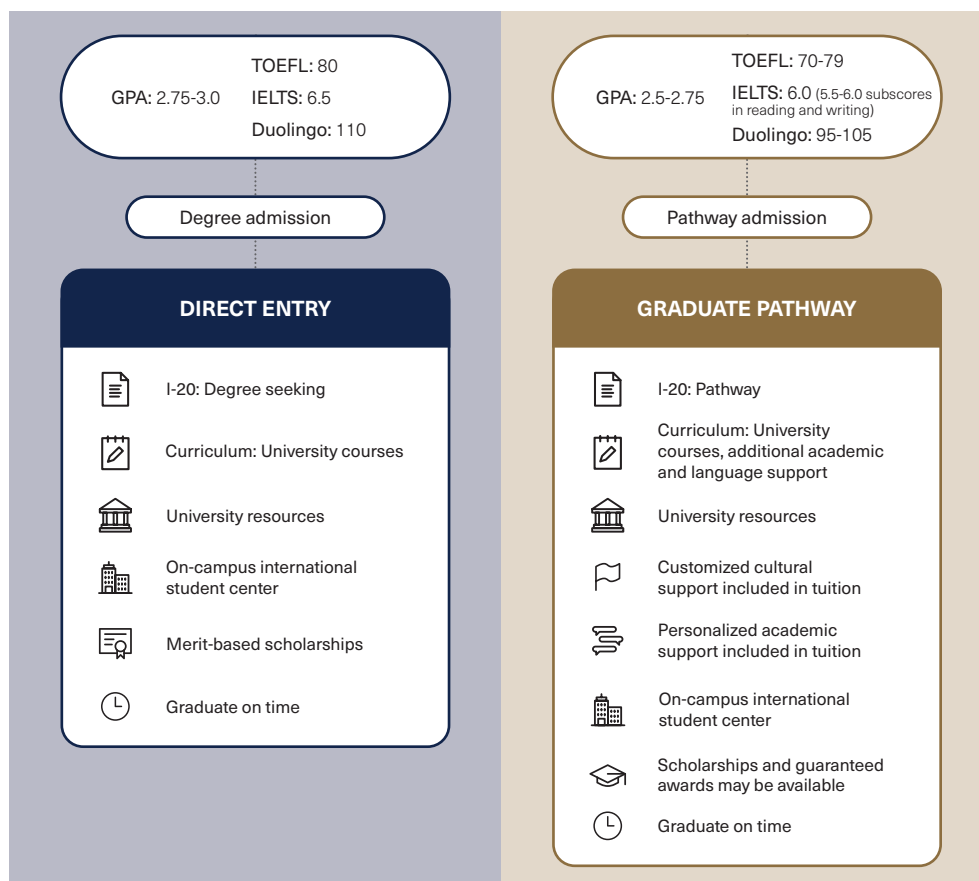 TOEFL: 80
GPA: 2.75-3.0
IELTS: 6.5
Duolingo: 110
Degree admission
DIRECT ENTRY
I-20: Degree seeking
Curriculum: University courses
University resources
On-campus international
student center
Merit-based scholarships
Graduate on time
TOEFL: 70-79
GPA: 2.5-2.75
IELTS: 6.0 (5.5-6.0 subscores
in reading and writing)
Duolingo: 95-105
Pathway admission
GRADUATE PATHWAY
I-20: Pathway
Curriculum: University
courses, additional academic
and language support
University resources
Customized cultural
support included in tuition
Personalized academic
support included in tuition
On-campus international
student center
Scholarships and guaranteed
awards may be available
Graduate on time